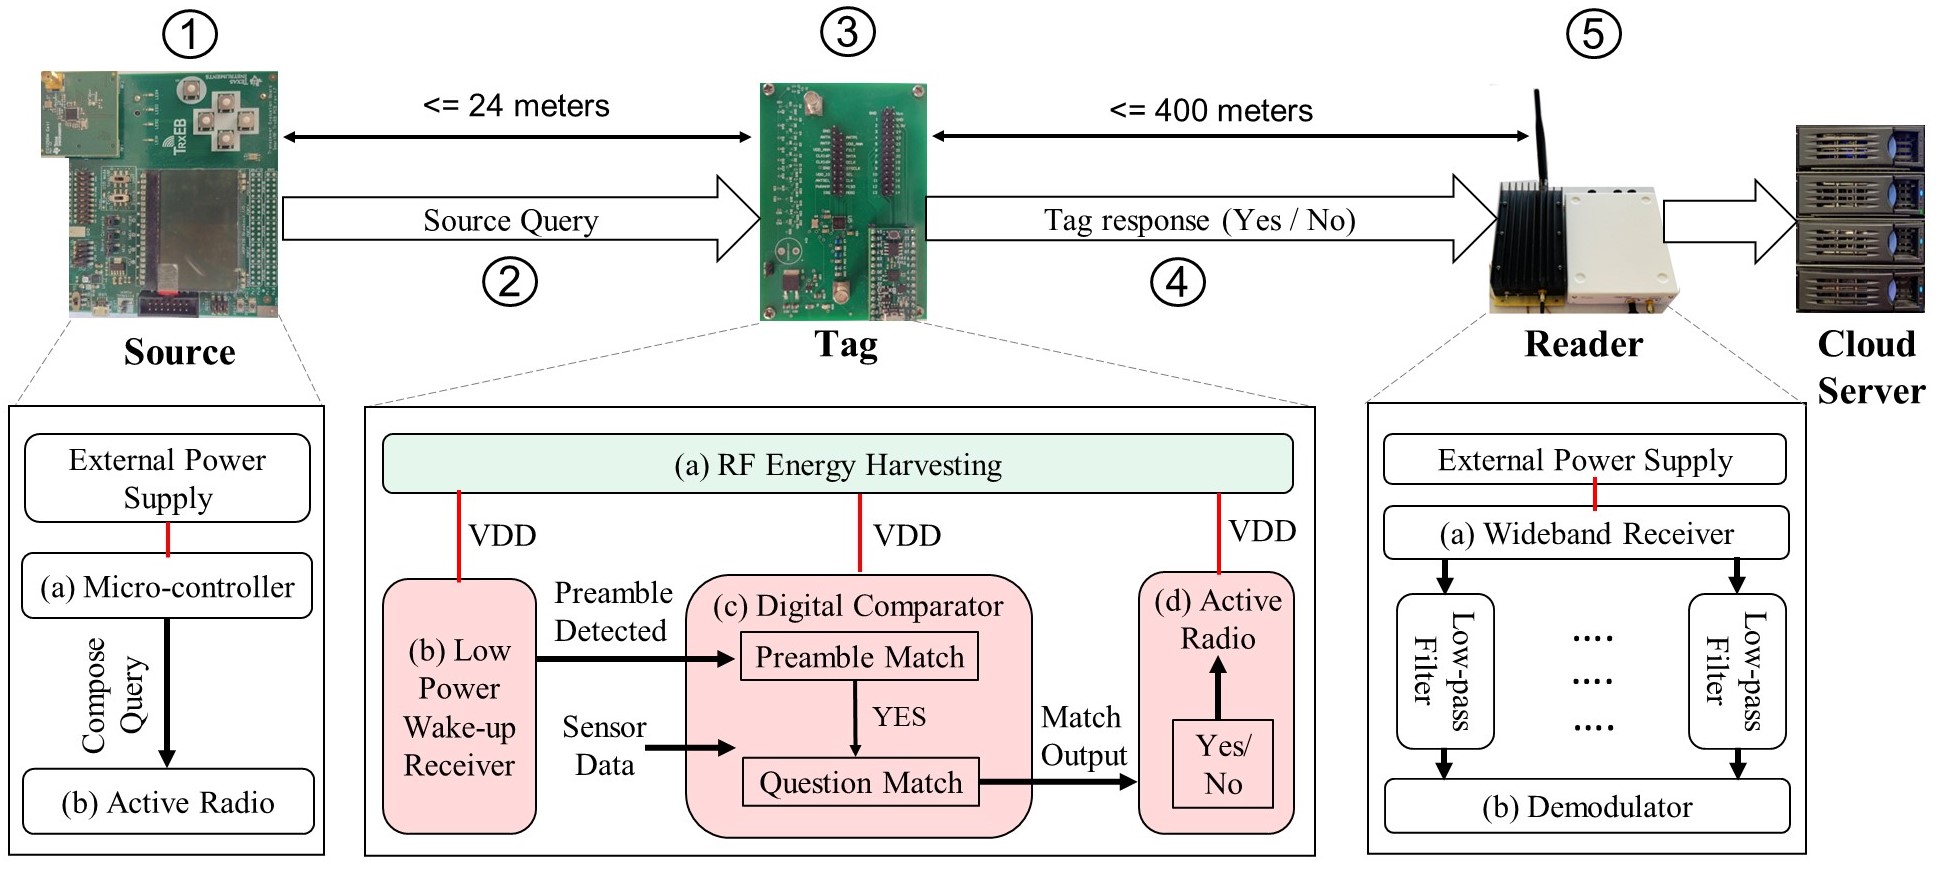 1
3
5
<= 24 meters
<= 400 meters
TEXAS
INSTRUMENTS
TRXEB
Source Query
Tag response (Yes / No)
2
4
Source
Tag
Reader
Cloud
Server
External Power
Supply
(a) Micro-controller
Compose
Query
(b) Active Radio
(a) RF Energy Harvesting
VDD
VDD
VDD
(b) Low
Power
Wake-up
Receiver
Preamble
Detected
Sensor
Data
(c) Digital Comparator
Preamble Match
YES
Question Match
Match
Output
(d) Active
Radio
Yes/
No
External Power Supply
(a) Wideband Receiver
Low-pass
Filter
....
....
....
Low-pass
Filter
(b) Demodulator